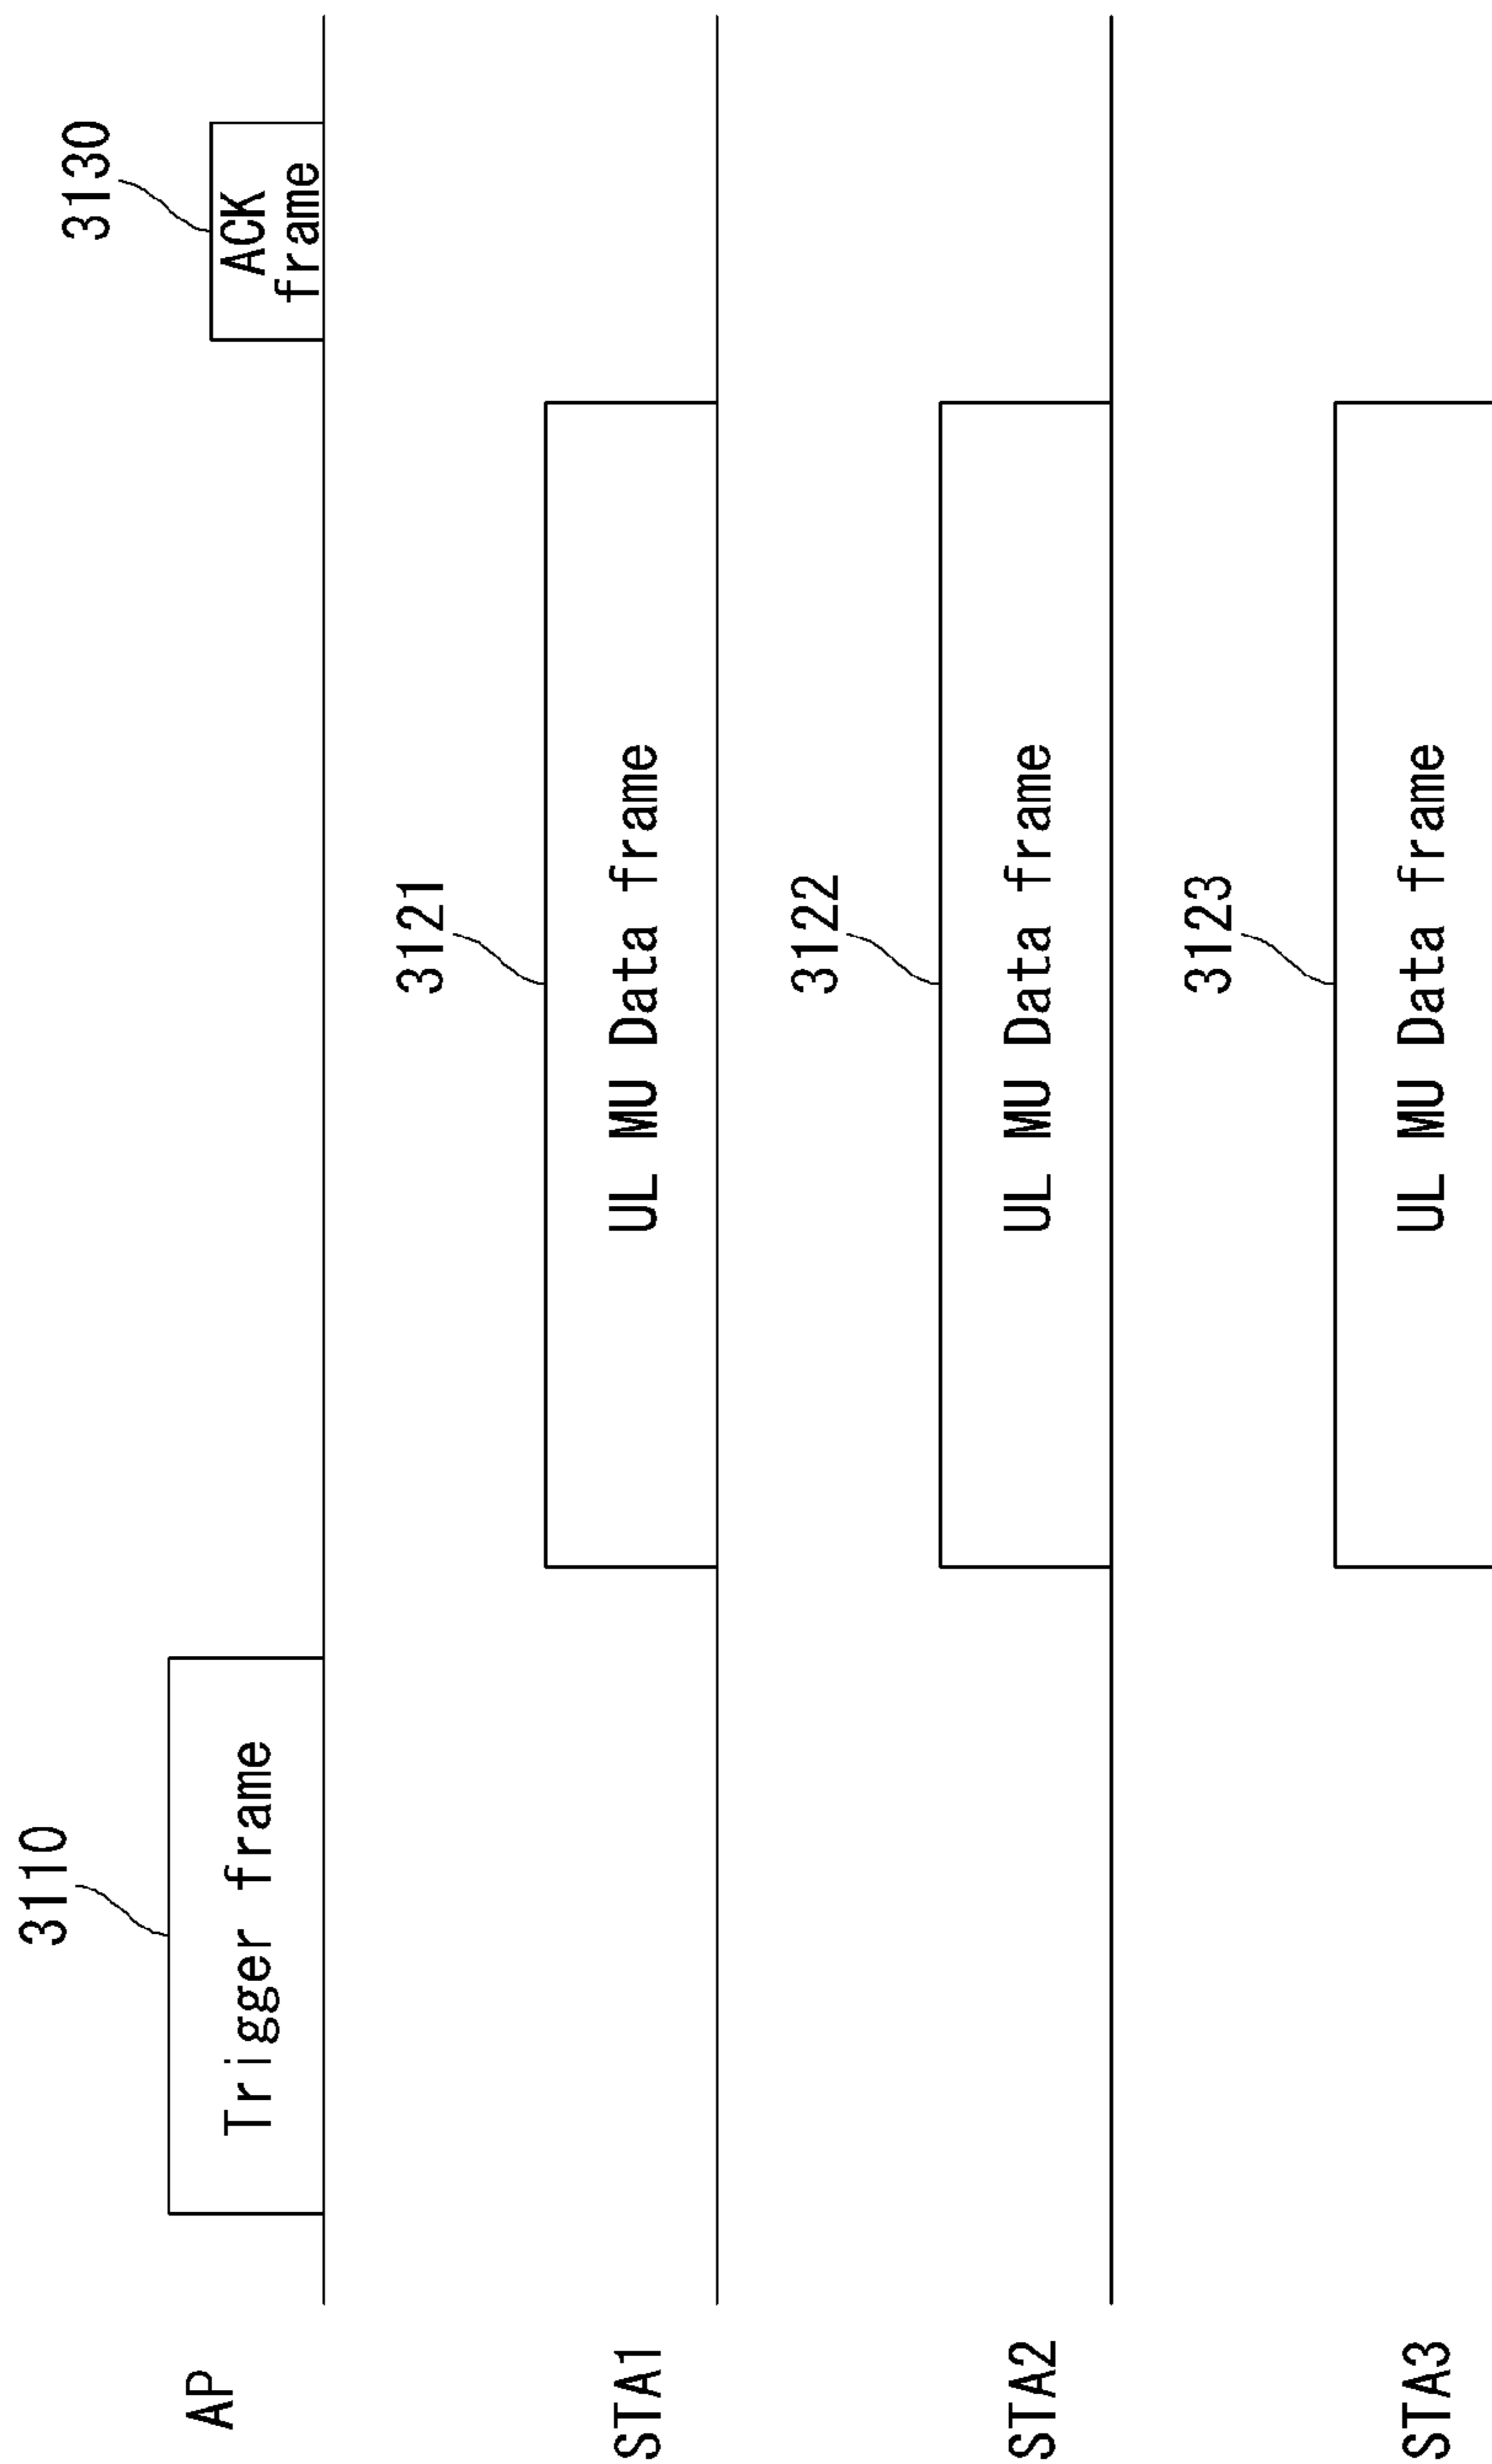 3110
3130
AP
Trigger frame
ACK
frame
3121
STA1
UL MU Data frame
3122
STA2
UL MU Data frame
3123
STA3
UL MU Data frame